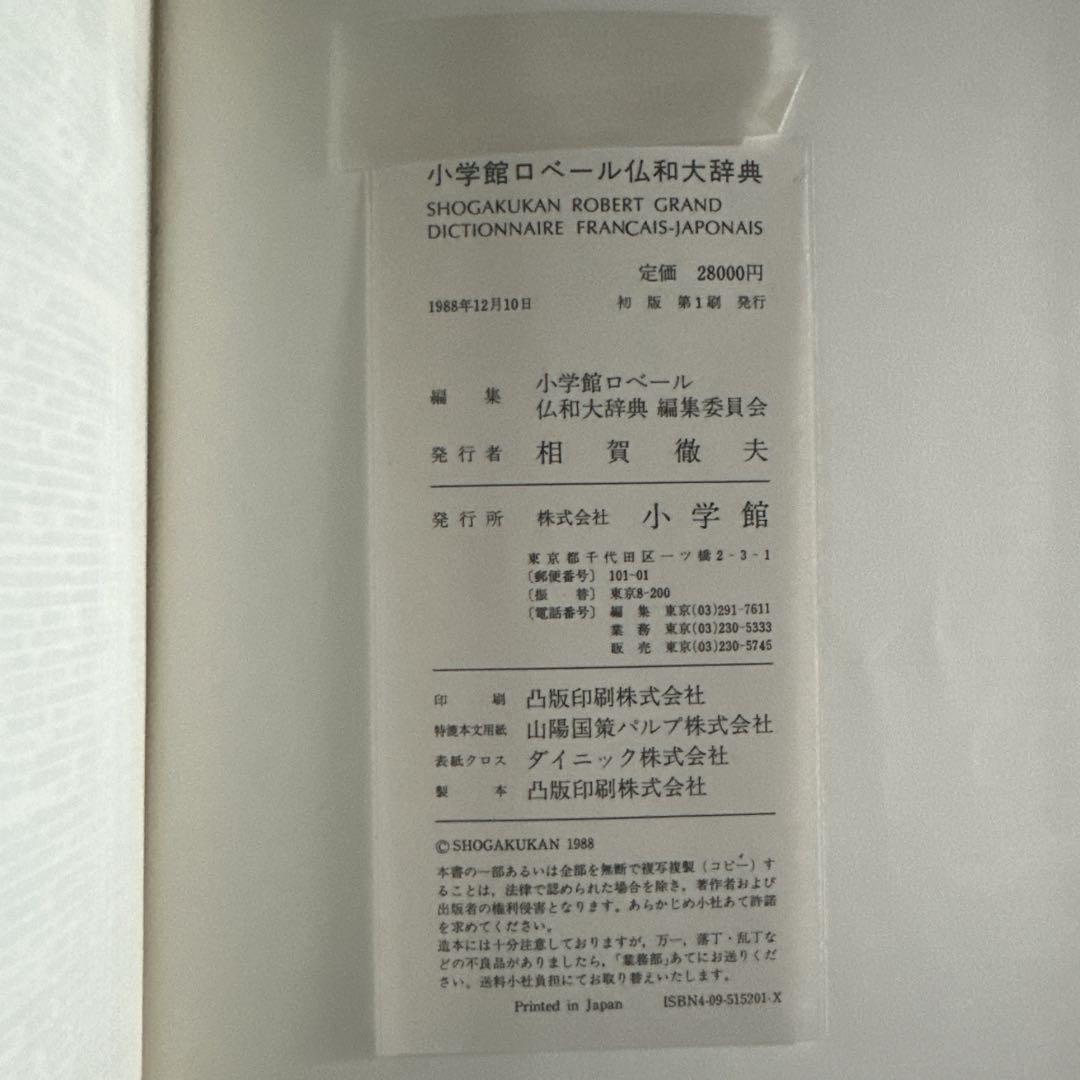 小学館ロベール仏和大辞典
SHOGAKUKAN ROBERT GRAND
DICTIONNAIRE FRANÇAIS-JAPONAIS
定価 28000円
1988年12月10日 初版 第1刷 発行
編集 小学館ロベール
仏和大辞典 編集委員会
発行者 相賀徹夫
発行所 株式会社 小学館
東京都千代田区一ツ橋2-3-1
〔郵便番号〕 101-01
〔振替〕 東京8-200
〔電話番号〕 編集 東京(03)291-7611
業務 東京(03)230-5333
販売 東京(03)230-5745
印刷 凸版印刷株式会社
特漉本文用紙 山陽国策パルプ株式会社
表紙クロス ダイニック株式会社
製本 凸版印刷株式会社
©SHOGAKUKAN 1988
本書の一部あるいは全部を無断で複写複製(コピー)す
ることは,法律で認められた場合を除き,著作者および
出版者の権利侵害となります。あらかじめ小社あて許諾
を求めてください。
造本には十分注意しておりますが,万一,落丁・乱丁な
どの不良品がありましたら,「業務部」あてにお送りくだ
さい。送料小社負担にてお取り替えいたします。
Printed in Japan ISBN4-09-515201-X